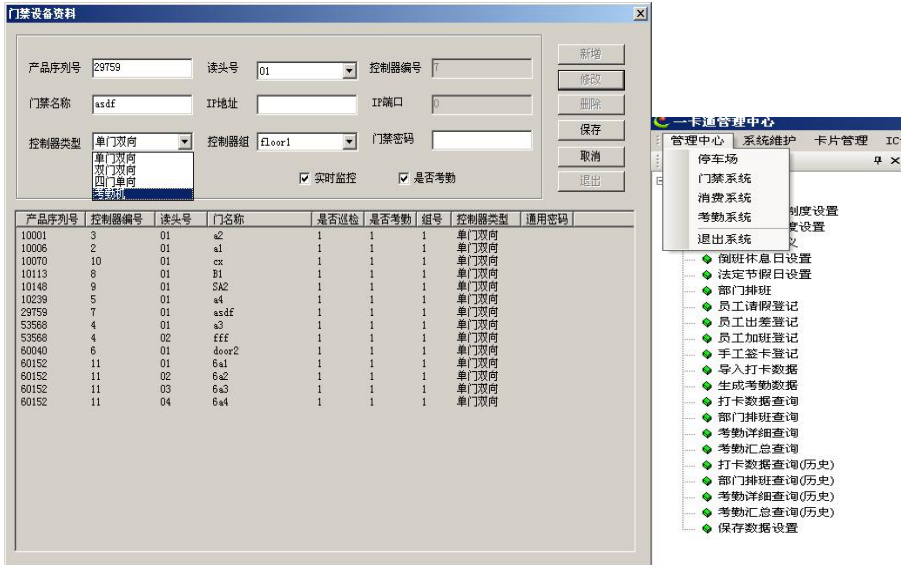 门禁设备资料
产品序列号 29759 读头号 01 控制器编号 7
门禁名称 asdf IP地址 IP端口 0
控制器类型 单门双向 控制器组 floor1 门禁密码
单门双向
双门双向
四门单向
考勤机
实时监控 是否考勤
新增
修改
删除
保存
取消
退出
产品序列号 控制器编号 读头号 门名称 是否巡检 是否考勤 组号 控制器类型 通用密码
10001 3 01 a2 1 1 1 单门双向
10006 2 01 a1 1 1 1 单门双向
10070 10 01 cx 1 1 1 单门双向
10113 8 01 B1 1 1 1 单门双向
10148 9 01 SA2 1 1 1 单门双向
10239 5 01 a4 1 1 1 单门双向
29759 7 01 asdf 1 1 1 单门双向
53568 4 01 a3 1 1 1 单门双向
53568 4 02 fff 1 1 1 单门双向
60040 6 01 door2 1 1 1 单门双向
60152 11 01 6a1 1 1 1 单门双向
60152 11 02 6a2 1 1 1 单门双向
60152 11 03 6a3 1 1 1 单门双向
60152 11 04 6a4 1 1 1 单门双向
一卡通管理中心
管理中心 系统维护 卡片管理 IC
停车场
门禁系统
消费系统
考勤系统
退出系统
制度设置
度设置
义
倒班休息日设置
法定节假日设置
部门排班
员工请假登记
员工出差登记
员工加班登记
手工签卡登记
导入打卡数据
生成考勤数据
打卡数据查询
部门排班查询
考勤详细查询
考勤汇总查询
打卡数据查询(历史)
部门排班查询(历史)
考勤详细查询(历史)
考勤汇总查询(历史)
保存数据设置